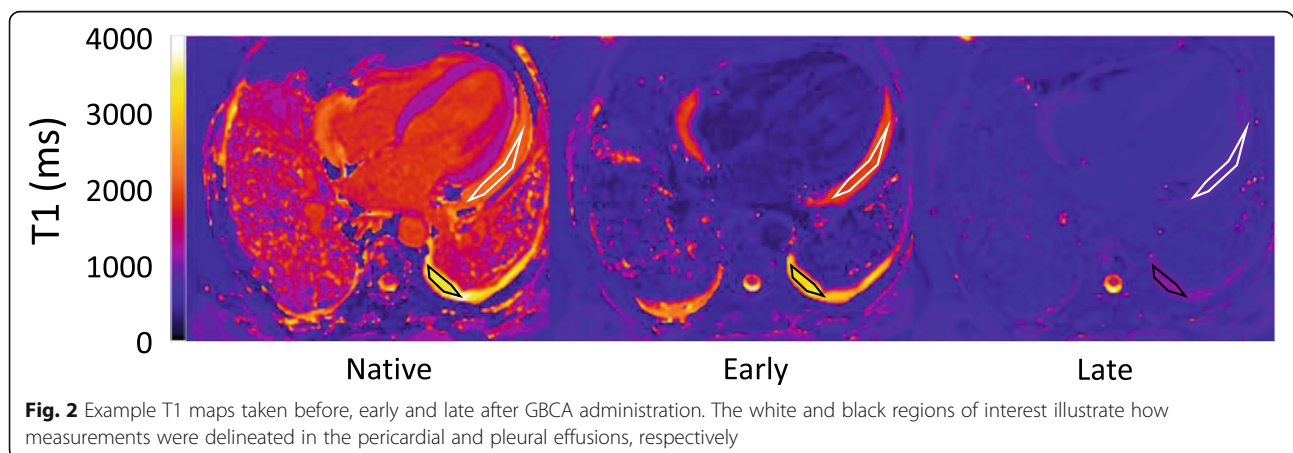 4000
3000
2000
1000
0
T1 (ms)
Native Early Late
Fig. 2 Example T1 maps taken before, early and late after GBCA administration. The white and black regions of interest illustrate how
measurements were delineated in the pericardial and pleural effusions, respectively